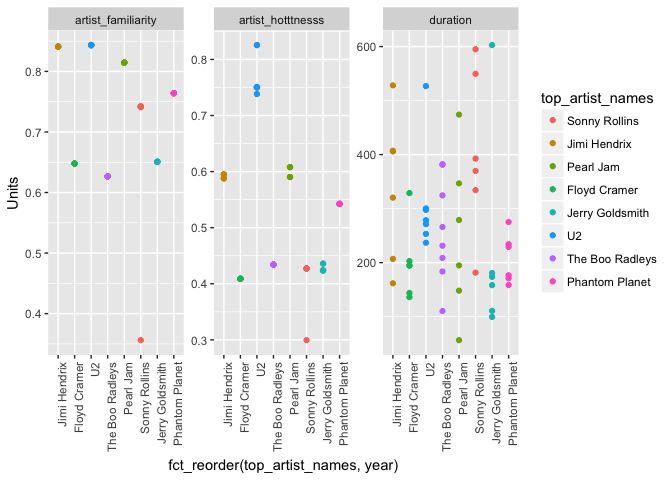 artist_familiarity
artist_hotttnesss
duration
Units
0.8
0.7
0.6
0.5
0.4
0.8
0.7
0.6
0.5
0.4
0.3
600
400
200
Jimi Hendrix
Floyd Cramer
U2
The Boo Radleys
Pearl Jam
Sonny Rollins
Jerry Goldsmith
Phantom Planet
Jimi Hendrix
Floyd Cramer
U2
The Boo Radleys
Pearl Jam
Sonny Rollins
Jerry Goldsmith
Phantom Planet
Jimi Hendrix
Floyd Cramer
U2
The Boo Radleys
Pearl Jam
Sonny Rollins
Jerry Goldsmith
Phantom Planet
fct_reorder(top_artist_names, year)
top_artist_names
Sonny Rollins
Jimi Hendrix
Pearl Jam
Floyd Cramer
Jerry Goldsmith
U2
The Boo Radleys
Phantom Planet